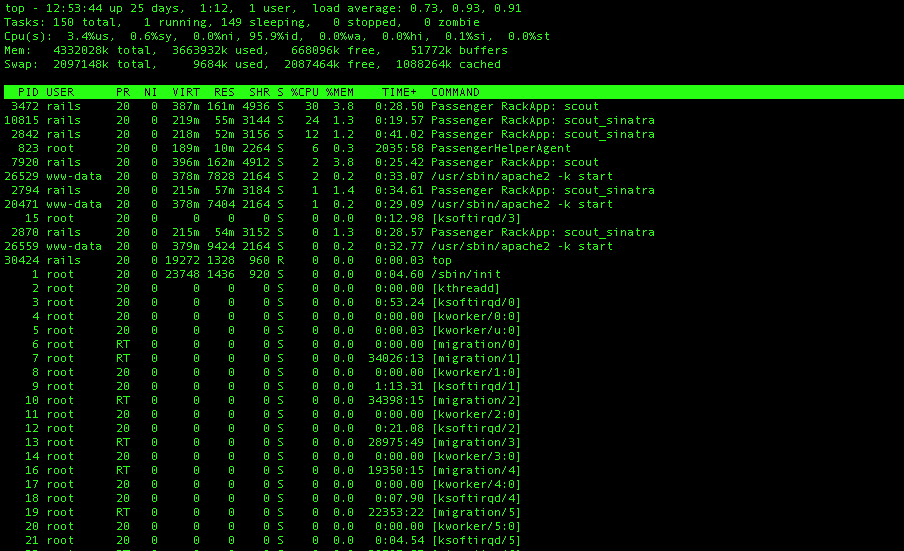 top - 12:53:44 up 25 days,  1:12,  1 user,  load average: 0.73, 0.93, 0.91
Tasks: 150 total,   1 running, 149 sleeping,   0 stopped,   0 zombie
Cpu(s):  3.4%us,  0.6%sy,  0.0%ni, 95.9%id,  0.0%wa,  0.0%hi,  0.1%si,  0.0%st
Mem:   4332028k total,  3663932k used,   668096k free,    51772k buffers
Swap:  2097148k total,     9684k used,  2087464k free,  1088264k cached
PID USER      PR  NI  VIRT  RES  SHR S %CPU %MEM    TIME+  COMMAND
3472 rails     20   0  387m 161m 4936 S   30  3.8   0:28.50 Passenger RackApp: scout
10815 rails     20   0  219m  55m 3144 S   24  1.3   0:19.57 Passenger RackApp: scout_sinatra
2842 rails     20   0  218m  52m 3156 S   12  1.2   0:41.02 Passenger RackApp: scout_sinatra
823 root      20   0  189m  10m 2264 S    6  0.3   2035:58 PassengerHelperAgent
7920 rails     20   0  396m 162m 4912 S    2  3.8   0:25.42 Passenger RackApp: scout
26529 www-data  20   0  378m 7828 2164 S    2  0.2   0:33.07 /usr/sbin/apache2 -k start
2794 rails     20   0  215m  57m 3184 S    1  1.4   0:34.61 Passenger RackApp: scout_sinatra
20471 www-data  20   0  378m 7404 2164 S    1  0.2   0:29.09 /usr/sbin/apache2 -k start
15 root      20   0     0    0    0 S    0  0.0   0:12.98 [ksoftirqd/3]
2870 rails     20   0  215m  54m 3152 S    0  1.3   0:28.57 Passenger RackApp: scout_sinatra
26559 www-data  20   0  379m 9424 2164 S    0  0.2   0:32.77 /usr/sbin/apache2 -k start
30424 rails     20   0 19272 1328  960 R    0  0.0   0:00.03 top
1 root      20   0 23748 1436  920 S    0  0.0   0:04.60 /sbin/init
2 root      20   0     0    0    0 S    0  0.0   0:00.00 [kthreadd]
3 root      20   0     0    0    0 S    0  0.0   0:53.24 [ksoftirqd/0]
4 root      20   0     0    0    0 S    0  0.0   0:00.00 [kworker/0:0]
5 root      20   0     0    0    0 S    0  0.0   0:00.03 [kworker/u:0]
6 root      RT   0     0    0    0 S    0  0.0   0:00.00 [migration/0]
7 root      RT   0     0    0    0 S    0  0.0  34026:13 [migration/1]
8 root      20   0     0    0    0 S    0  0.0   0:00.00 [kworker/1:0]
9 root      20   0     0    0    0 S    0  0.0   1:13.31 [ksoftirqd/1]
10 root      RT   0     0    0    0 S    0  0.0  34398:15 [migration/2]
11 root      20   0     0    0    0 S    0  0.0   0:00.00 [kworker/2:0]
12 root      20   0     0    0    0 S    0  0.0   0:21.08 [ksoftirqd/2]
13 root      RT   0     0    0    0 S    0  0.0  28975:49 [migration/3]
14 root      20   0     0    0    0 S    0  0.0   0:00.00 [kworker/3:0]
16 root      RT   0     0    0    0 S    0  0.0  19350:15 [migration/4]
17 root      20   0     0    0    0 S    0  0.0   0:00.00 [kworker/4:0]
18 root      20   0     0    0    0 S    0  0.0   0:07.90 [ksoftirqd/4]
19 root      RT   0     0    0    0 S    0  0.0  22353:22 [migration/5]
20 root      20   0     0    0    0 S    0  0.0   0:00.00 [kworker/5:0]
21 root      20   0     0    0    0 S    0  0.0   0:04.54 [ksoftirqd/5]